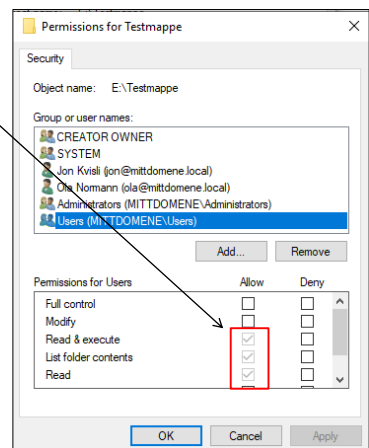 Permissions for Testmappe
Security
Object name: E:\Testmappe
Group or user names:
CREATOR OWNER
SYSTEM
Jon Kvisli (jon@mittdomene.local)
Ola Normann (ola@mittdomene.local)
Administrators (MITTDOMENE\Administrators)
Users (MITTDOMENE\Users)
Add... Remove
Permissions for Users Allow Deny
Full control
Modify
Read & execute
List folder contents
Read
OK Cancel Apply